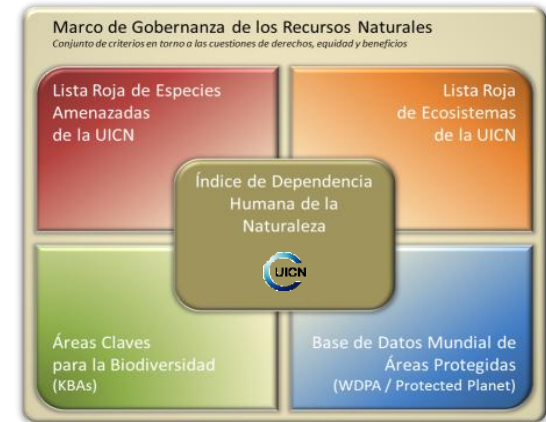 Marco de Gobernanza de los Recursos Naturales
Conjunto de criterios en torno a las cuestiones de derechos, equidad y beneficios
Lista Roja de Especies
Amenazadas
de la UICN
Lista Roja
de Ecosistemas
de la UICN
Índice de Dependencia
Humana de la
Naturaleza
UICN
Áreas Claves
para la Biodiversidad
(KBAs)
Base de Datos Mundial de
Áreas Protegidas
(WDPA / Protected Planet)